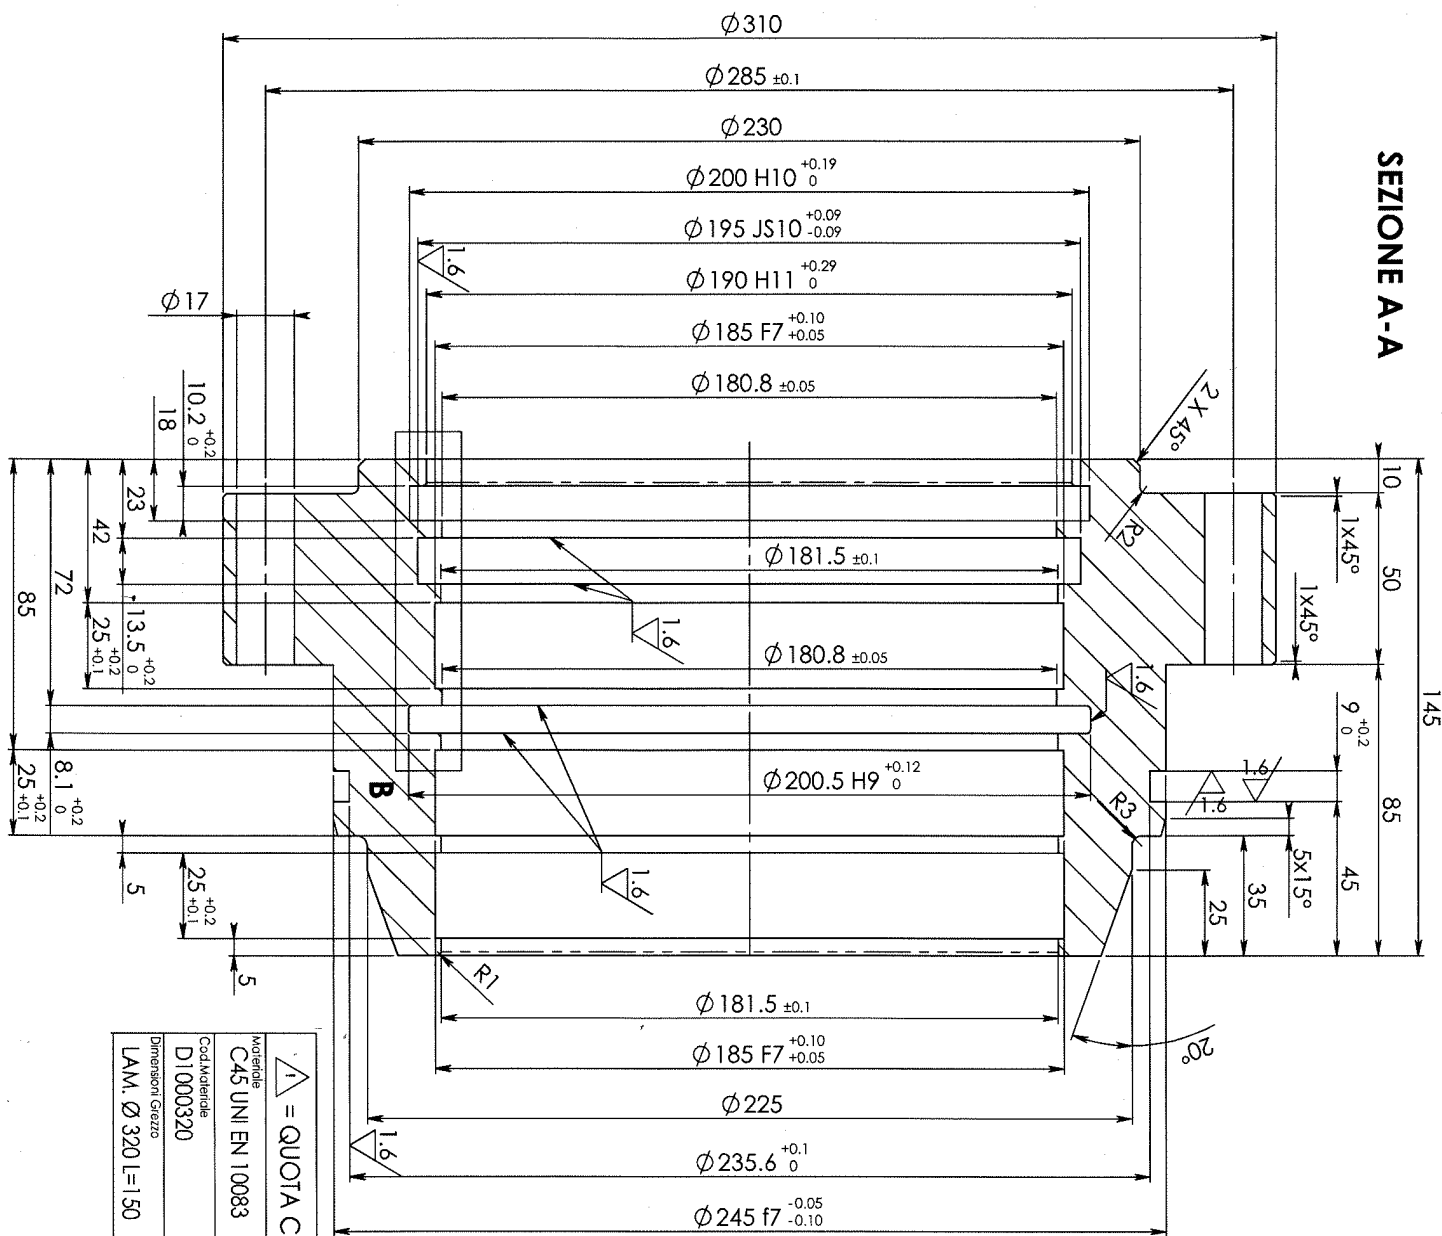 SEZIONE A-A
Ø310
Ø285 ±0.1
Ø230
Ø200 H10 +0.19 0
Ø195 JS10 +0.09 -0.09
1.6
Ø190 H11 +0.29 0
Ø17
Ø185 F7 +0.10 +0.05
Ø180.8 ±0.05
2 X 45°
10.2 +0.2 0
18
23
42
72
85
13.5 +0.2 0
25 +0.2 +0.1
8.1 +0.2 0
25 +0.2 +0.1
5
25 +0.2 +0.1
5
10
50
85
145
R2
1x45°
1x45°
Ø181.5 ±0.1
1.6
Ø180.8 ±0.05
1.6
9 +0.2 0
1.6
1.6
Ø200.5 H9 +0.12 0
B
R3
5x15°
45
35
25
1.6
R1
20°
Ø181.5 ±0.1
Ø185 F7 +0.10 +0.05
Ø225
1.6
Ø235.6 +0.1 0
Ø245 f7 -0.05 -0.10
! = QUOTA C
Materiale
C45 UNI EN 10083
Cod.Materiale
D1000320
Dimensioni Grezzo
LAM. Ø 320 L=150